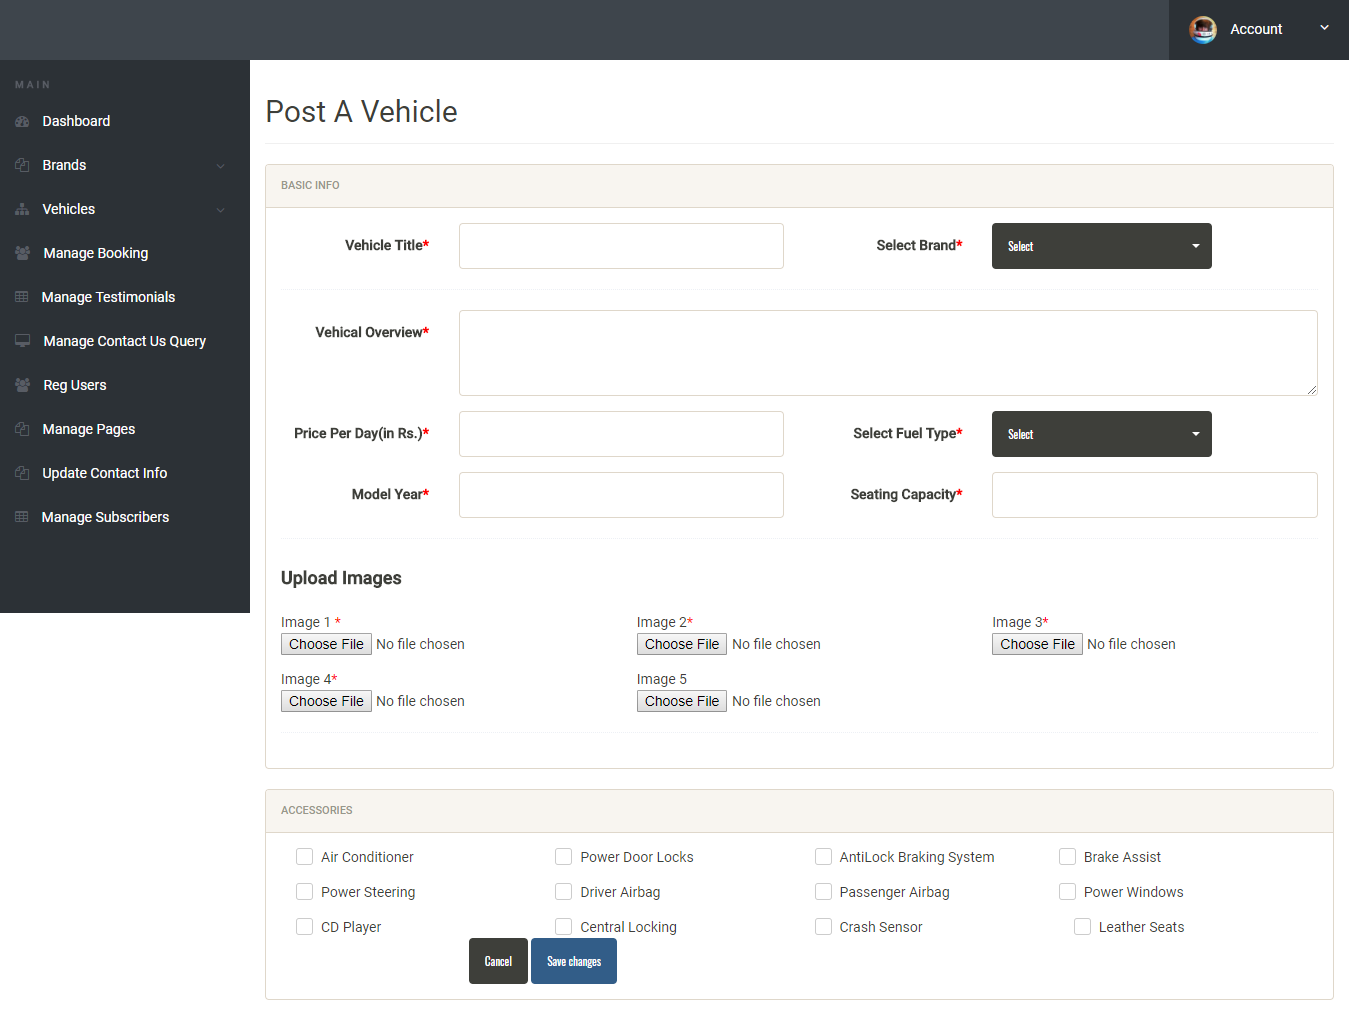 Account
MAIN
Dashboard
Brands
Vehicles
Manage Booking
Manage Testimonials
Manage Contact Us Query
Reg Users
Manage Pages
Update Contact Info
Manage Subscribers
Post A Vehicle
BASIC INFO
Vehicle Title* Select Brand* Select
Vehical Overview*
Price Per Day(in Rs.)* Select Fuel Type* Select
Model Year* Seating Capacity*
Upload Images
Image 1 * Image 2* Image 3*
Choose File No file chosen Choose File No file chosen Choose File No file chosen
Image 4* Image 5
Choose File No file chosen Choose File No file chosen
ACCESSORIES
Air Conditioner Power Door Locks AntiLock Braking System Brake Assist
Power Steering Driver Airbag Passenger Airbag Power Windows
CD Player Central Locking Crash Sensor Leather Seats
Cancel Save changes